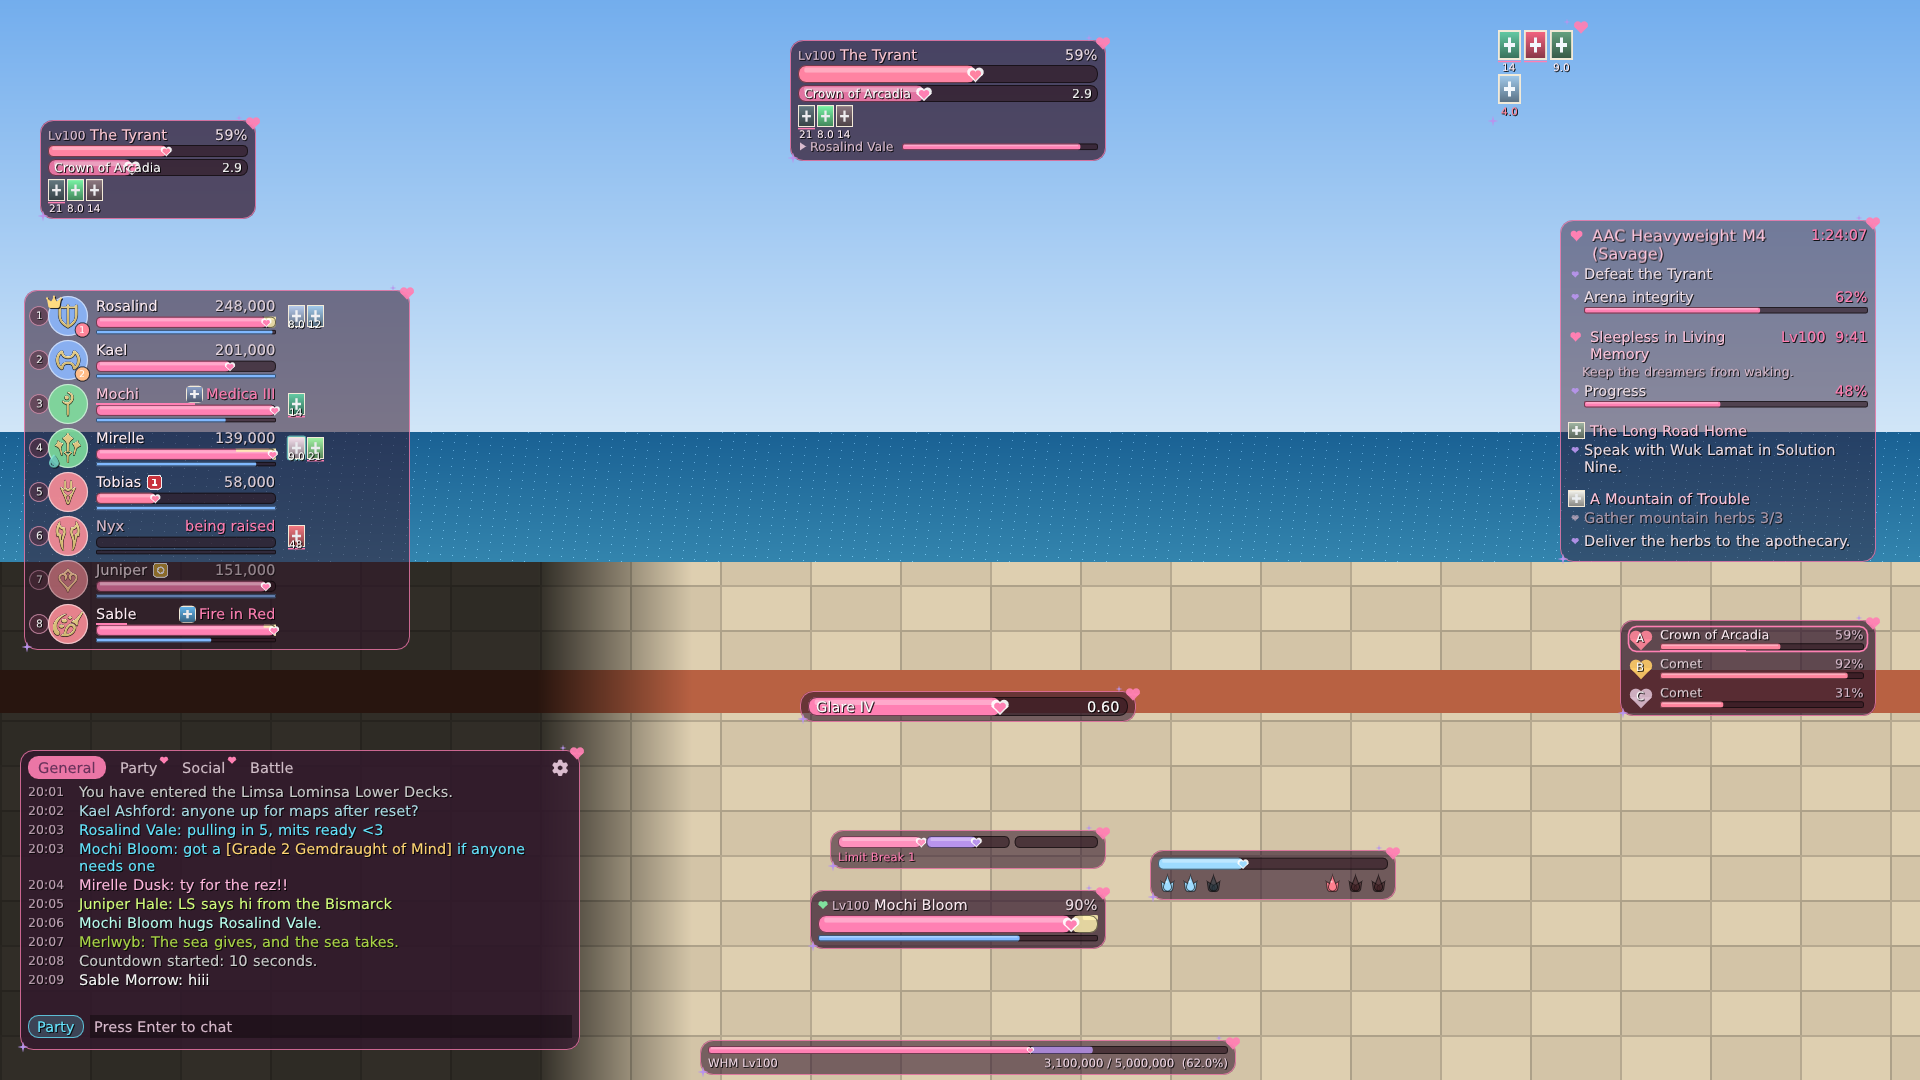 Lv100 The Tyrant 59%
Crown of Arcadia 2.9
21 8.0 14
Rosalind Vale
14 9.0
4.0
Lv100 The Tyrant 59%
Crown of Arcadia 2.9
21 8.0 14
AAC Heavyweight M4 1:24:07
(Savage)
Defeat the Tyrant
Arena integrity 62%
Sleepless in Living Lv100 9:41
Memory
Keep the dreamers from waking.
Progress 48%
The Long Road Home
Speak with Wuk Lamat in Solution
Nine.
A Mountain of Trouble
Gather mountain herbs 3/3
Deliver the herbs to the apothecary.
1 Rosalind 248,000
1 8.0 12
2 Kael 201,000
2
3 Mochi Medica III
14
4 Mirelle 139,000
9.0 21
5 Tobias 1 58,000
6 Nyx being raised
43
7 Juniper 151,000
8 Sable Fire in Red
A Crown of Arcadia 59%
B Comet 92%
C Comet 31%
Glare IV 0.60
General Party Social Battle
20:01 You have entered the Limsa Lominsa Lower Decks.
20:02 Kael Ashford: anyone up for maps after reset?
20:03 Rosalind Vale: pulling in 5, mits ready <3
20:03 Mochi Bloom: got a [Grade 2 Gemdraught of Mind] if anyone
needs one
20:04 Mirelle Dusk: ty for the rez!!
20:05 Juniper Hale: LS says hi from the Bismarck
20:06 Mochi Bloom hugs Rosalind Vale.
20:07 Merlwyb: The sea gives, and the sea takes.
20:08 Countdown started: 10 seconds.
20:09 Sable Morrow: hiii
Party Press Enter to chat
Limit Break 1
Lv100 Mochi Bloom 90%
WHM Lv100 3,100,000 / 5,000,000 (62.0%)